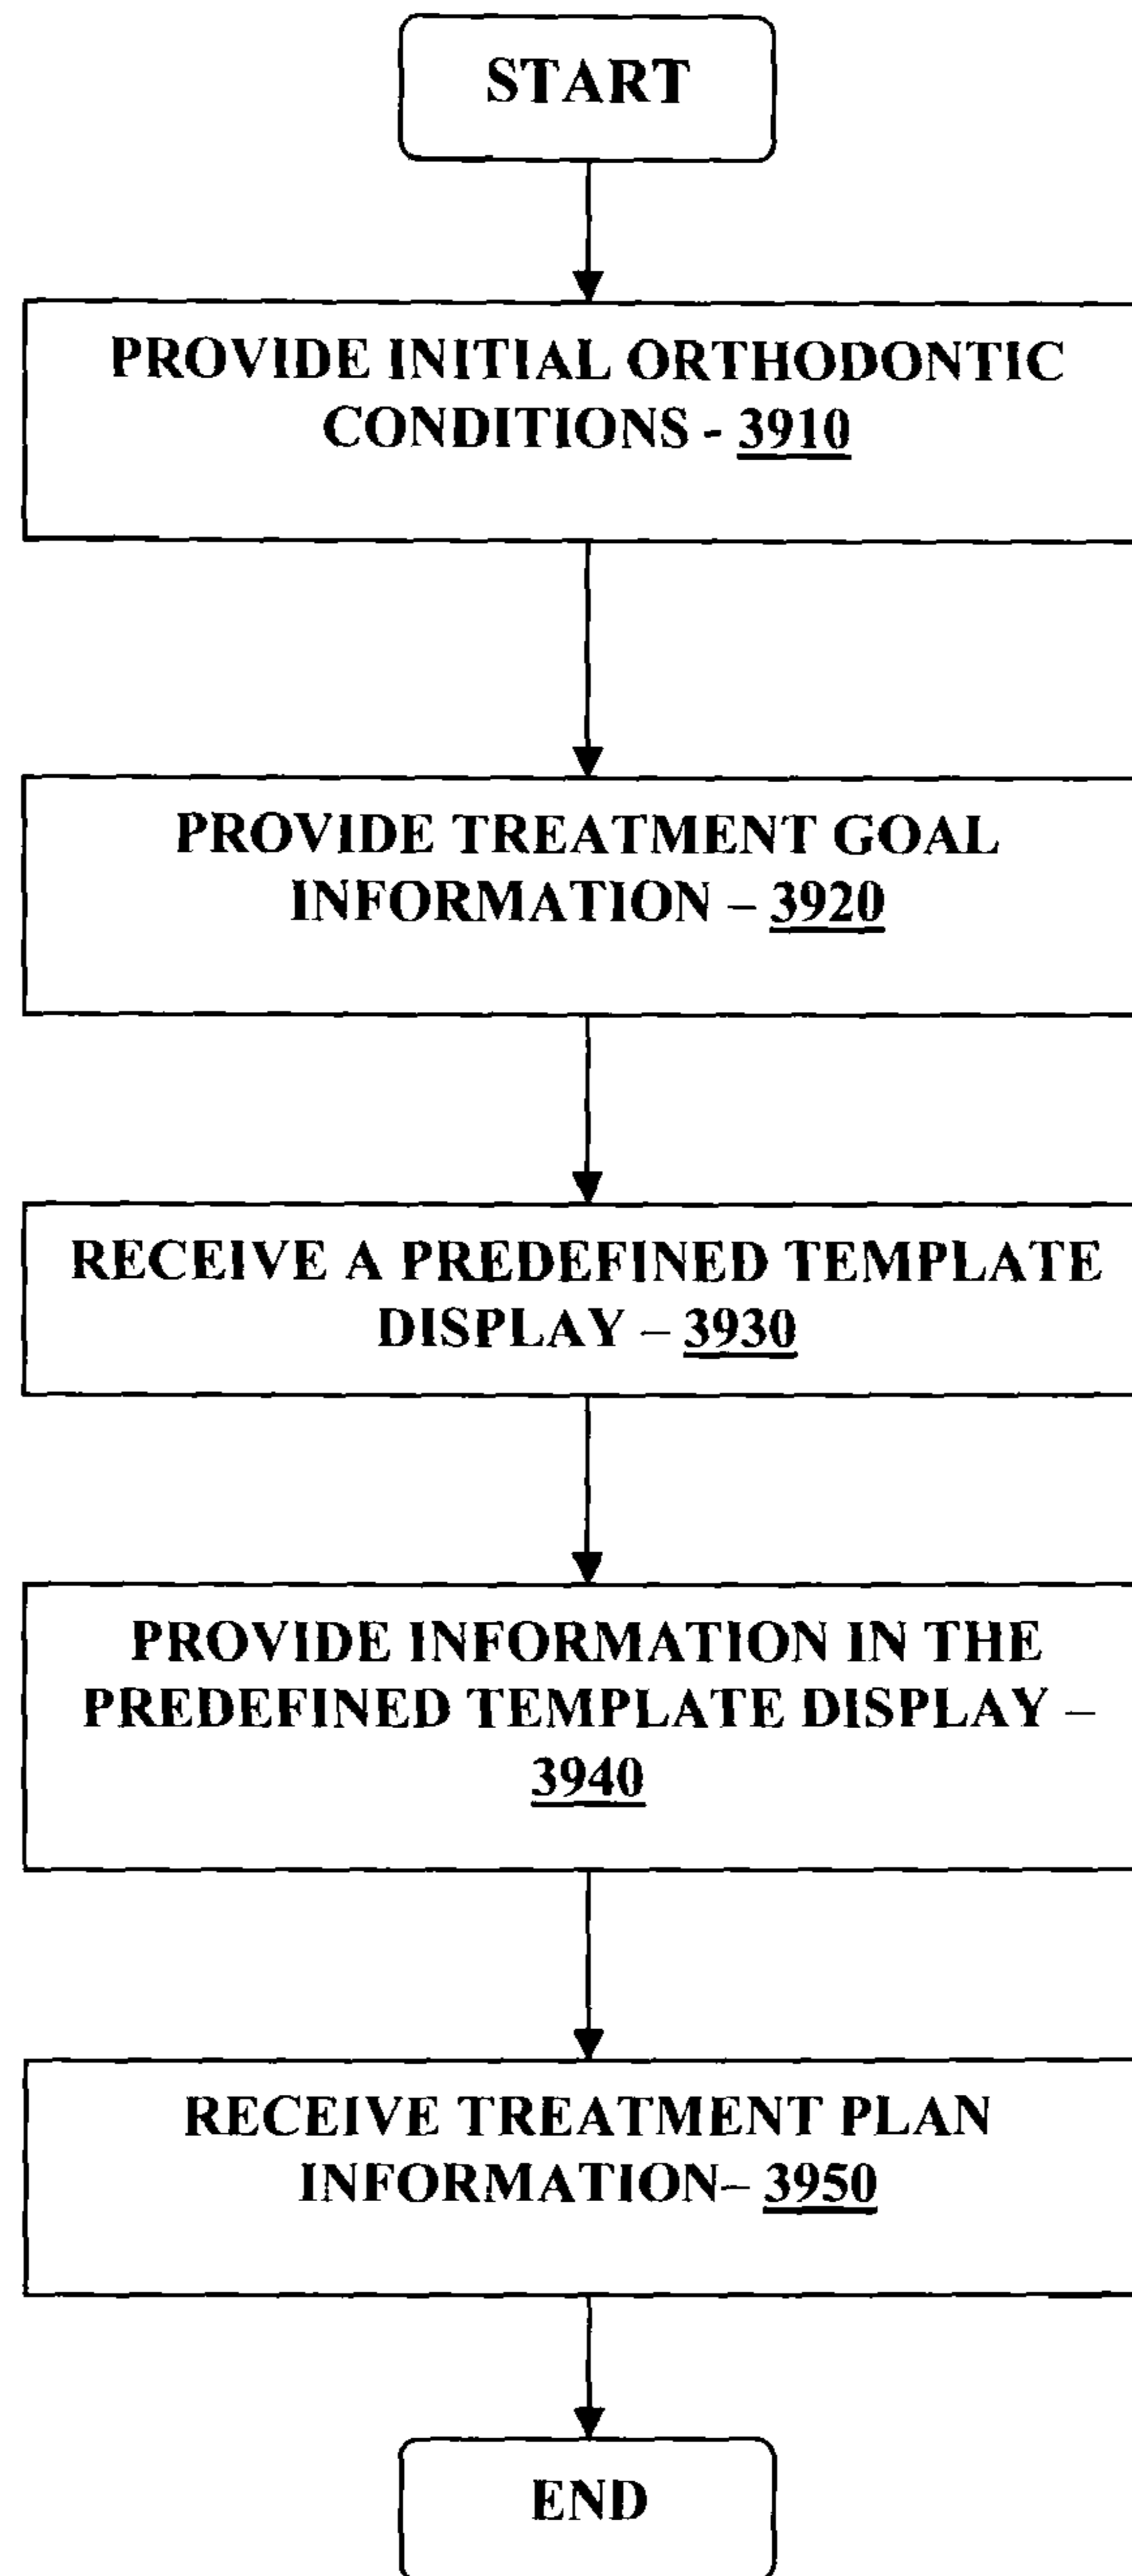 START
PROVIDE INITIAL ORTHODONTIC
CONDITIONS - 3910
PROVIDE TREATMENT GOAL
INFORMATION – 3920
RECEIVE A PREDEFINED TEMPLATE
DISPLAY – 3930
PROVIDE INFORMATION IN THE
PREDEFINED TEMPLATE DISPLAY –
3940
RECEIVE TREATMENT PLAN
INFORMATION– 3950
END